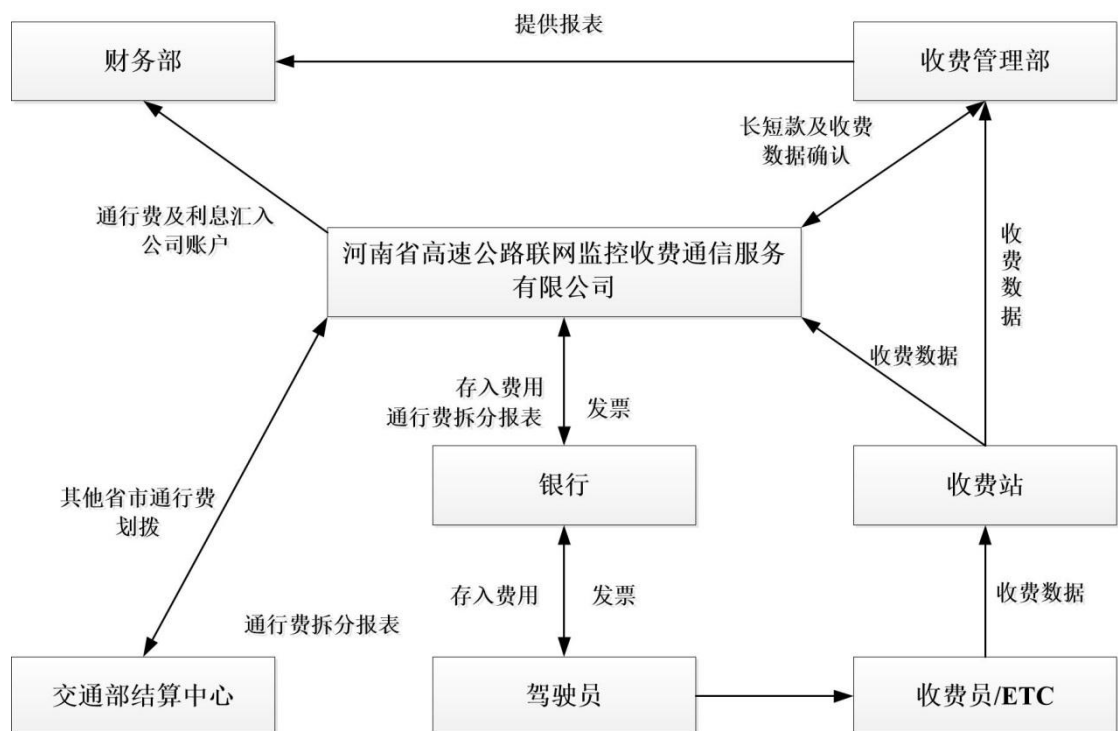 提供报表
财务部
收费管理部
长短款及收费
数据确认
通行费及利息汇入
公司账户
收费数据
河南省高速公路联网监控收费通信服务
有限公司
收费数据
存入费用
通行费拆分报表
发票
银行
收费站
其他省市通行费
划拨
存入费用
发票
收费数据
通行费拆分报表
交通部结算中心
驾驶员
收费员/ETC